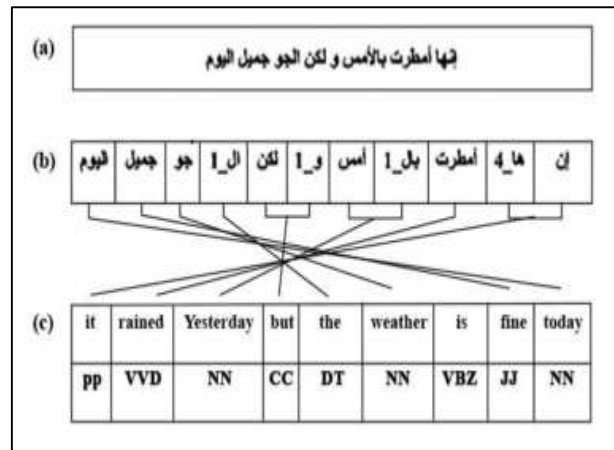 (a)
إنها أمطرت بالأمس و لكن الجو جميل اليوم
(b)
إن ها_4 أمطرت بال_1 أمس و_1 لكن ال_1 جو جميل اليوم
(c)
it rained Yesterday but the weather is fine today
pp VVD NN CC DT NN VBZ JJ NN